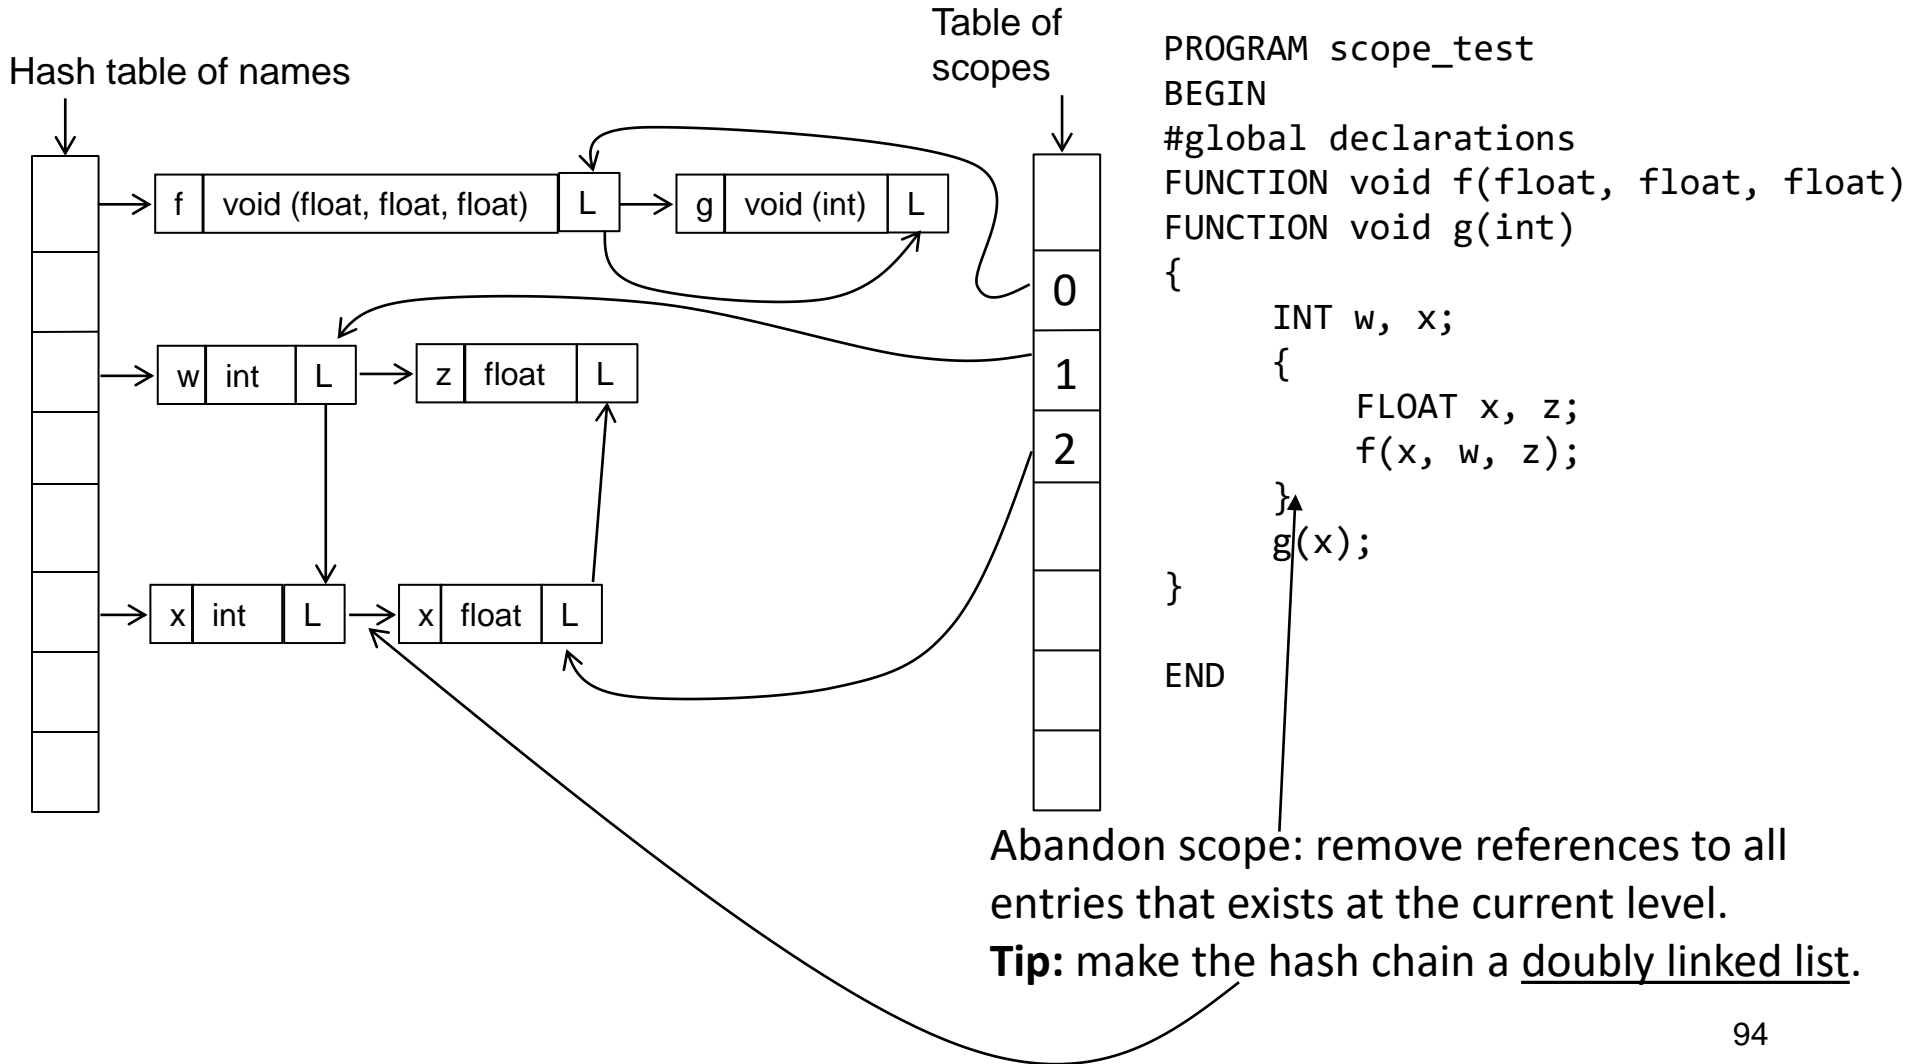 Hash table of names
f void (float, float, float) L g void (int) L
w int L z float L
x int L x float L
Table of
scopes
0
1
2
PROGRAM scope_test
BEGIN
#global declarations
FUNCTION void f(float, float, float)
FUNCTION void g(int)
{
INT w, x;
{
FLOAT x, z;
f(x, w, z);
}
g(x);
}
END
Abandon scope: remove references to all
entries that exists at the current level.
Tip: make the hash chain a doubly linked list.
94